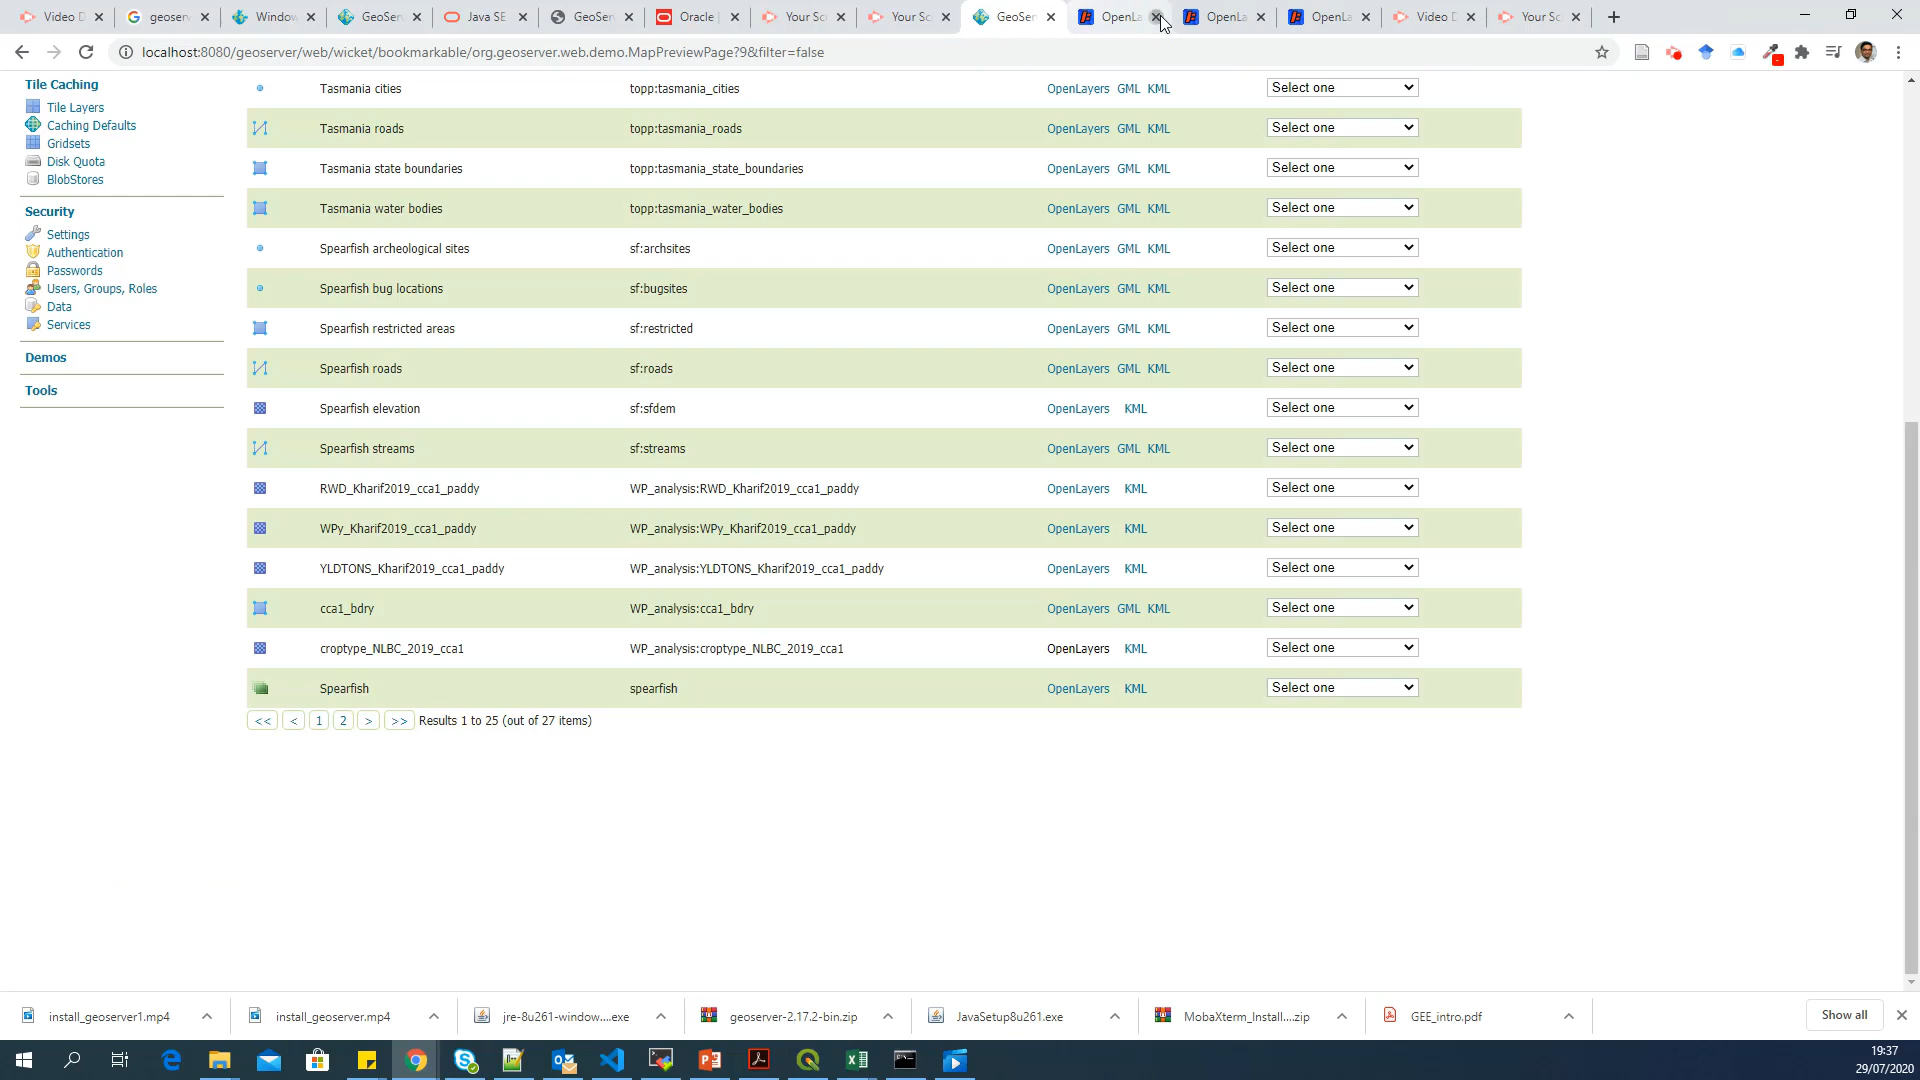 Video D
geoserv
Window
GeoServ
Java SE
GeoServ
Oracle
Your Sc
Your Sc
GeoServ
OpenLa
OpenLa
OpenLa
Video D
Your Sc
localhost:8080/geoserver/web/wicket/bookmarkable/org.geoserver.web.demo.MapPreviewPage?9&filter=false
Tile Caching
Tile Layers
Caching Defaults
Gridsets
Disk Quota
BlobStores
Security
Settings
Authentication
Passwords
Users, Groups, Roles
Data
Services
Demos
Tools
Tasmania cities topp:tasmania_cities OpenLayers GML KML Select one
Tasmania roads topp:tasmania_roads OpenLayers GML KML Select one
Tasmania state boundaries topp:tasmania_state_boundaries OpenLayers GML KML Select one
Tasmania water bodies topp:tasmania_water_bodies OpenLayers GML KML Select one
Spearfish archeological sites sf:archsites OpenLayers GML KML Select one
Spearfish bug locations sf:bugsites OpenLayers GML KML Select one
Spearfish restricted areas sf:restricted OpenLayers GML KML Select one
Spearfish roads sf:roads OpenLayers GML KML Select one
Spearfish elevation sf:sfdem OpenLayers KML Select one
Spearfish streams sf:streams OpenLayers GML KML Select one
RWD_Kharif2019_cca1_paddy WP_analysis:RWD_Kharif2019_cca1_paddy OpenLayers KML Select one
WPy_Kharif2019_cca1_paddy WP_analysis:WPy_Kharif2019_cca1_paddy OpenLayers KML Select one
YLDTONS_Kharif2019_cca1_paddy WP_analysis:YLDTONS_Kharif2019_cca1_paddy OpenLayers KML Select one
cca1_bdry WP_analysis:cca1_bdry OpenLayers GML KML Select one
croptype_NLBC_2019_cca1 WP_analysis:croptype_NLBC_2019_cca1 OpenLayers KML Select one
Spearfish spearfish OpenLayers KML Select one
<< < 1 2 > >> Results 1 to 25 (out of 27 items)
install_geoserver1.mp4
install_geoserver.mp4
jre-8u261-window....exe
geoserver-2.17.2-bin.zip
JavaSetup8u261.exe
MobaXterm_Install....zip
GEE_intro.pdf
Show all
19:37
29/07/2020